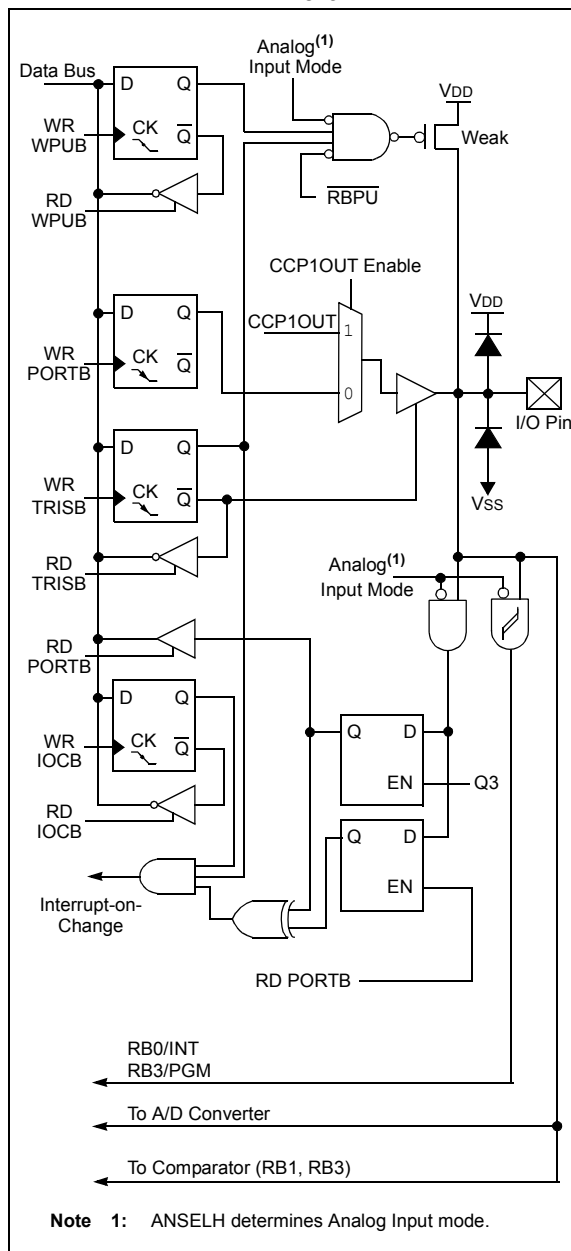 Analog(1)
Input Mode
Data Bus
D Q
VDD
WR
WPUB
CK
Q
Weak
RD
WPUB
RBPU
CCP1OUT Enable
D Q
CCP1OUT
1
VDD
WR
PORTB
CK
Q
0
I/O Pin
D Q
WR
TRISB
CK
Q
VSS
RD
TRISB
Analog(1)
Input Mode
RD
PORTB
D Q
Q D
WR
IOCB
CK
Q
EN
Q3
RD
IOCB
Q D
EN
Interrupt-on-
Change
RD PORTB
RB0/INT
RB3/PGM
To A/D Converter
To Comparator (RB1, RB3)
Note 1: ANSELH determines Analog Input mode.